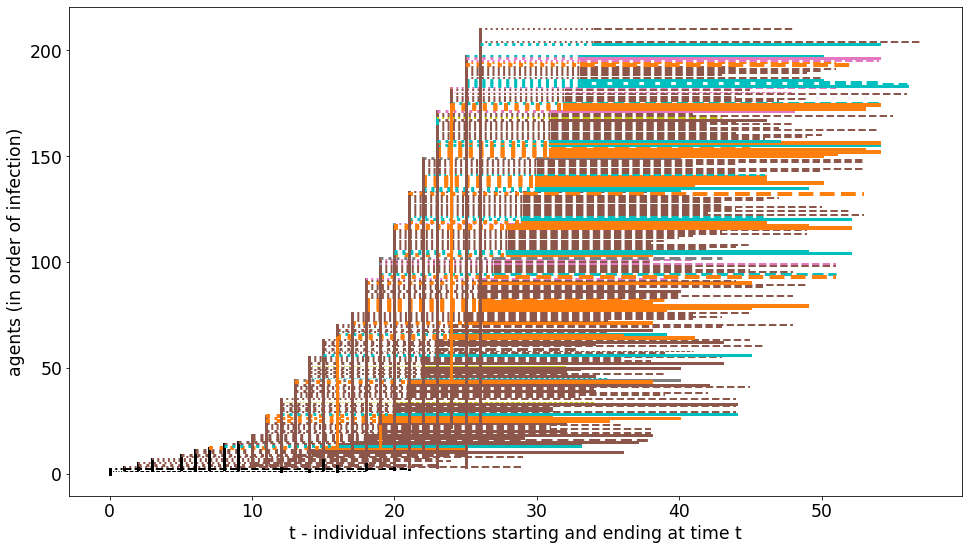 200
150
100
50
0
agents (in order of infection)
0 10 20 30 40 50
t - individual infections starting and ending at time t